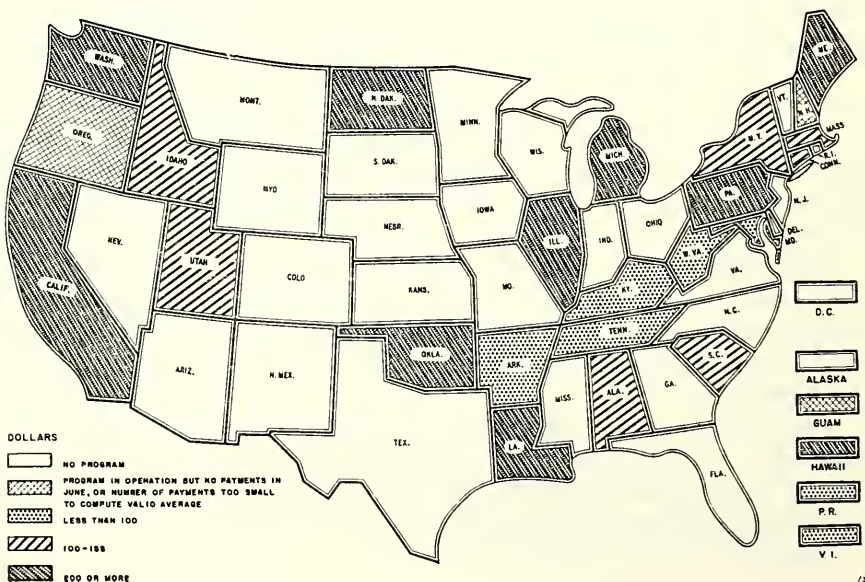 WASH.
MONT.
N. DAK.
MINN.
ME.
VT.
N.H.
OREG.
IDAHO
WYO
S. DAK.
WIS.
MICH
N.Y.
MASS
R.I.
CONN.
NEV.
UTAH
COLO
NEBR.
IOWA
ILL.
IND.
OHIO
PA.
N.J.
DEL.
MD.
W.VA
VA.
CALIF.
KANS.
MO.
KY.
N.C.
D.C.
ARIZ.
N. MEX.
OKLA.
ARK.
TENN.
S.C.
ALASKA
TEX.
LA.
MISS.
ALA.
GA.
GUAM
FLA.
HAWAII
P.R.
V.I.
DOLLARS
NO PROGRAM
PROGRAM IN OPERATION BUT NO PAYMENTS IN
JUNE, OR NUMBER OF PAYMENTS TOO SMALL
TO COMPUTE VALID AVERAGE
LESS THAN 100
100-199
200 OR MORE